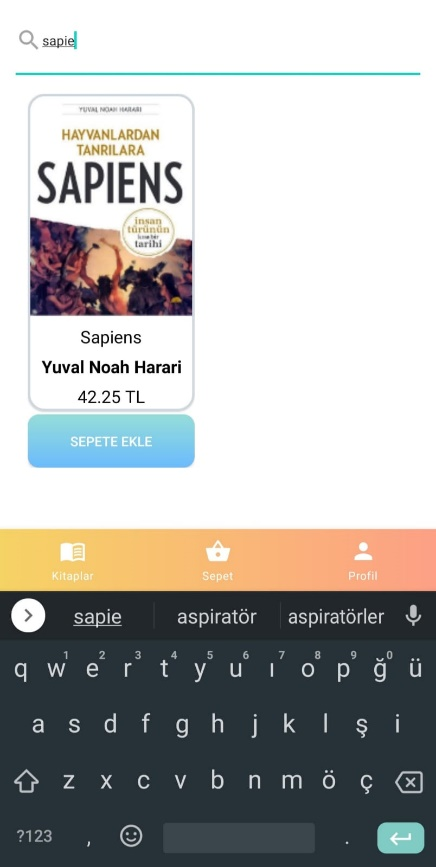 sapie
YUVAL NOAH HARARI
HAYVANLARDAN
TANRILARA
SAPIENS
insan
türünün
kısa bir
tarihi
Sapiens
Yuval Noah Harari
42.25 TL
SEPETE EKLE
Kitaplar Sepet Profil
sapie aspiratör aspiratörler
1 2 3 4 5 6 7 8 9 0
q w e r t y u ı o p ğ ü
a s d f g h j k l ş i
z x c v b n m ö ç
?123 , .